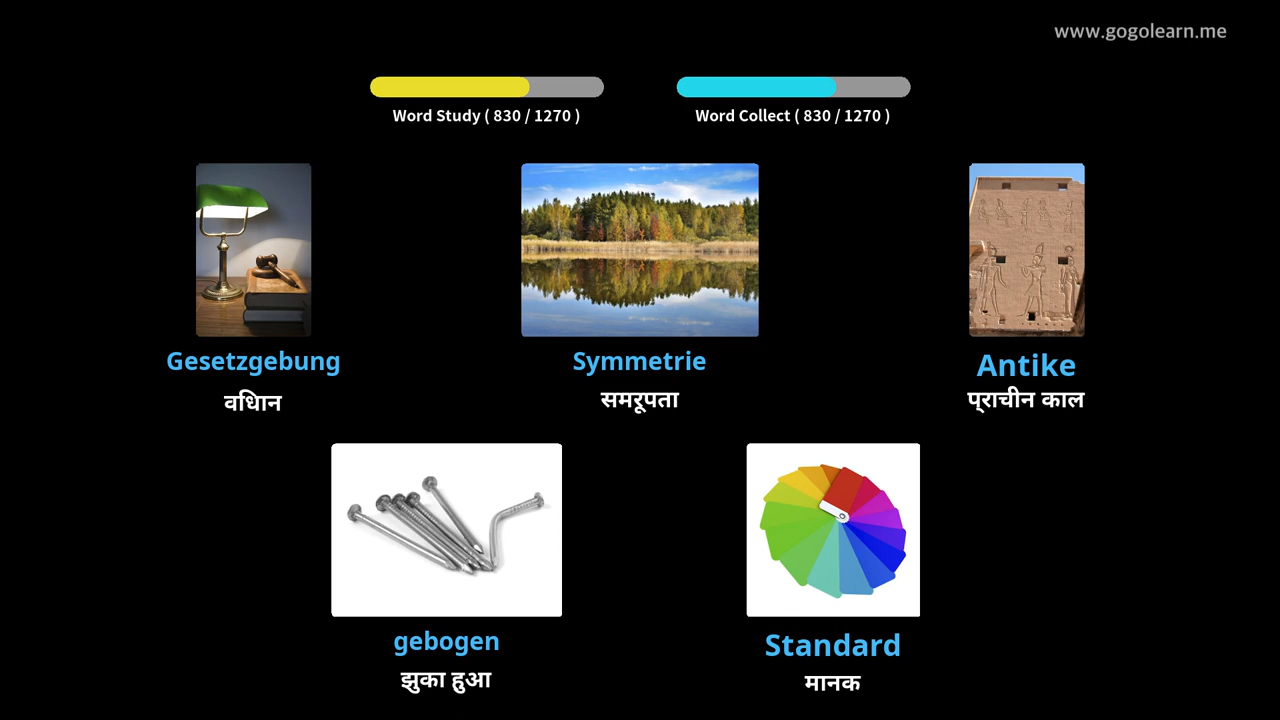 www.gogolearn.me
Word Study ( 830 / 1270 )
Word Collect ( 830 / 1270 )
Gesetzgebung
Symmetrie
Antike
विधान
समरूपता
प्राचीन काल
gebogen
Standard
झुका हुआ
मानक